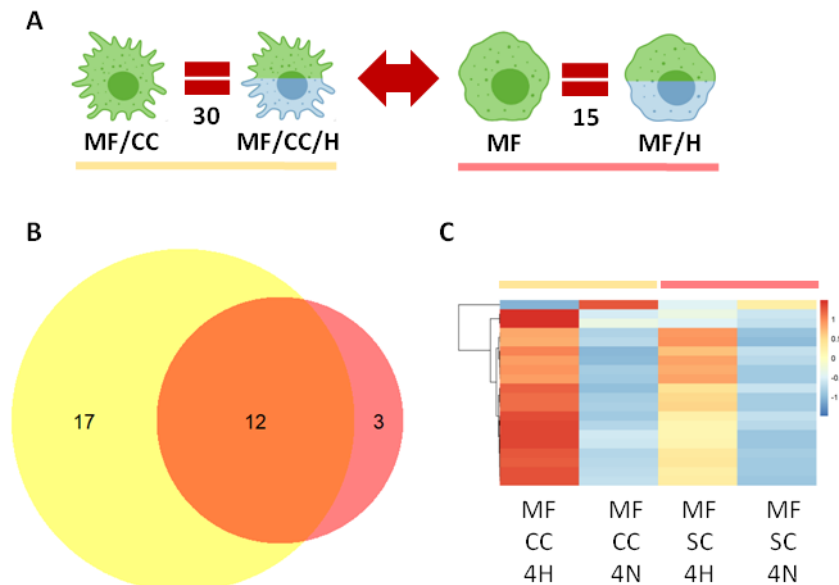 A
30
15
MF/CC
MF/CC/H
MF
MF/H
B
17
12
3
C
1
0.5
0
-0.5
-1
MF MF MF MF
CC CC SC SC
4H 4N 4H 4N